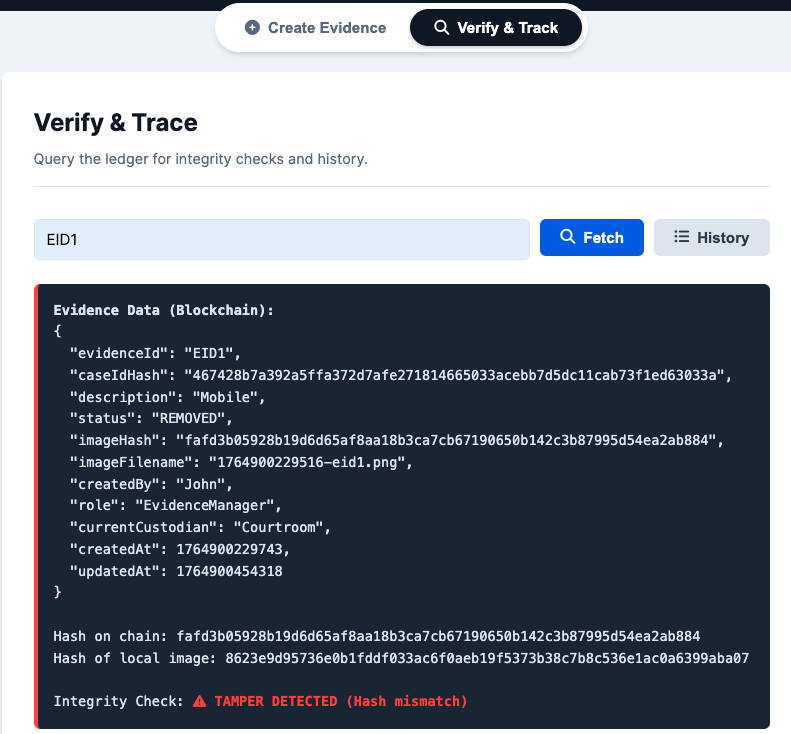 Create Evidence
Verify & Track
Verify & Trace
Query the ledger for integrity checks and history.
EID1
Fetch
History
Evidence Data (Blockchain):
{
"evidenceId": "EID1",
"caseIdHash": "467428b7a392a5ffa372d7afe271814665033acebb7d5dc11cab73f1ed63033a",
"description": "Mobile",
"status": "REMOVED",
"imageHash": "fafd3b05928b19d6d65af8aa18b3ca7cb67190650b142c3b87995d54ea2ab884",
"imageFilename": "1764900229516-eid1.png",
"createdBy": "John",
"role": "EvidenceManager",
"currentCustodian": "Courtroom",
"createdAt": 1764900229743,
"updatedAt": 1764900454318
}
Hash on chain: fafd3b05928b19d6d65af8aa18b3ca7cb67190650b142c3b87995d54ea2ab884
Hash of local image: 8623e9d95736e0b1fddf033ac6f0aeb19f5373b38c7b8c536e1ac0a6399aba07
Integrity Check: ⚠ TAMPER DETECTED (Hash mismatch)